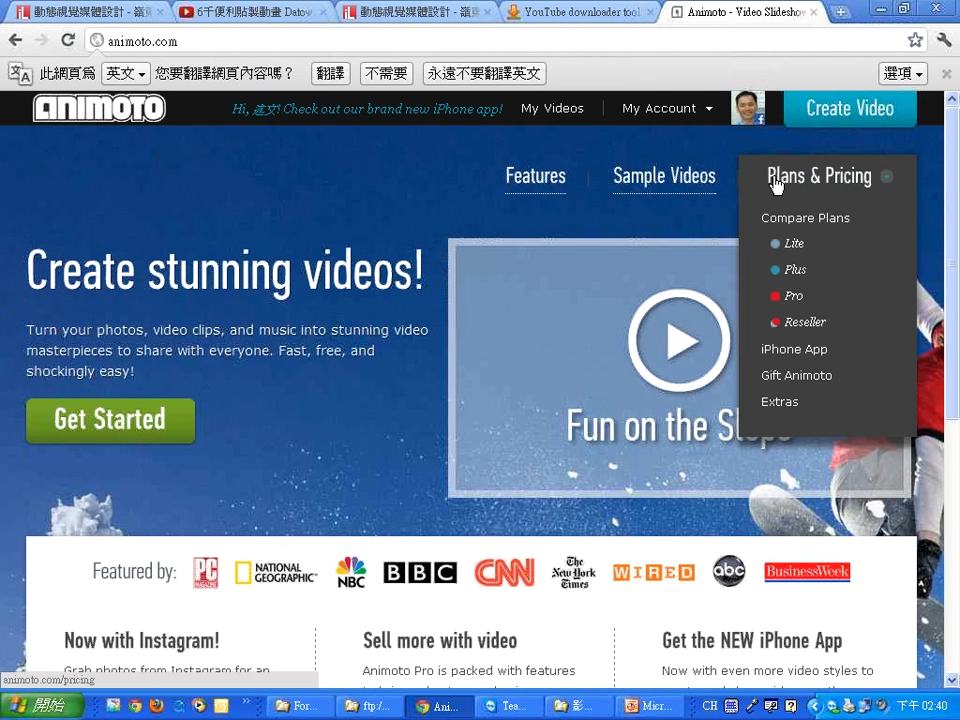 動態視覺媒體設計 - 嶺東
6千便利貼製動畫 Datow
動態視覺媒體設計 - 嶺東
YouTube downloader tool
Animoto - Video Slideshow
animoto.com
此網頁為 英文 您要翻譯網頁內容嗎？ 翻譯 不需要 永遠不要翻譯英文 選項
ANIMOTO
Hi, 進文! Check out our brand new iPhone app! My Videos My Account Create Video
Features Sample Videos Plans & Pricing
Compare Plans
Lite
Plus
Pro
Reseller
iPhone App
Gift Animoto
Extras
Create stunning videos!
Turn your photos, video clips, and music into stunning video
masterpieces to share with everyone. Fast, free, and
shockingly easy!
Get Started
Fun on the Slopes
Featured by: PC MAGAZINE NATIONAL GEOGRAPHIC NBC BBC CNN The New York Times WIRED abc BusinessWeek
Now with Instagram! Sell more with video Get the NEW iPhone App
Grab photos from Instagram for an Animoto Pro is packed with features Now with even more video styles to
animoto.com/pricing
開始 For... ftp:/... Ani... Tea... 影... Micr... CH 下午 02:40